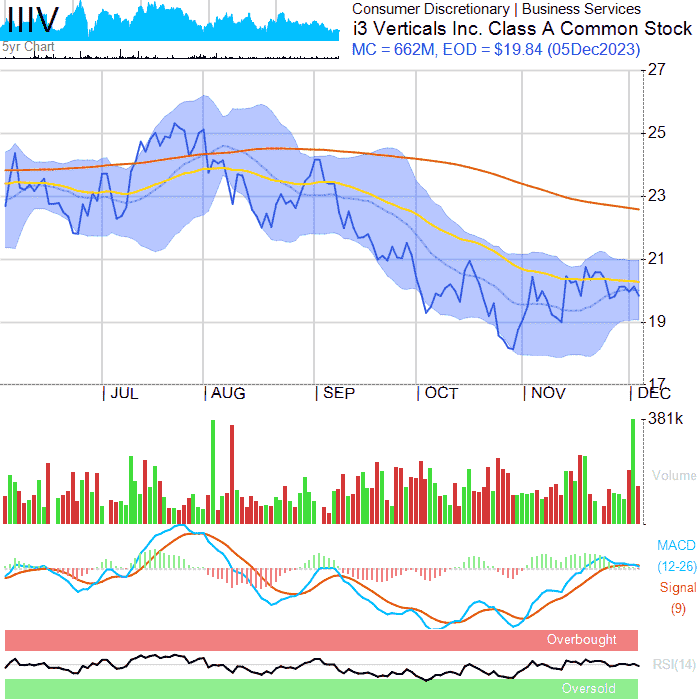 IIIV
5yr Chart
Consumer Discretionary | Business Services
i3 Verticals Inc. Class A Common Stock
MC = 662M, EOD = $19.84 (05Dec2023)
27
25
23
21
19
17
JUL AUG SEP OCT NOV DEC
381k
Volume
MACD
(12-26)
Signal
(9)
Overbought
RSI(14)
Oversold